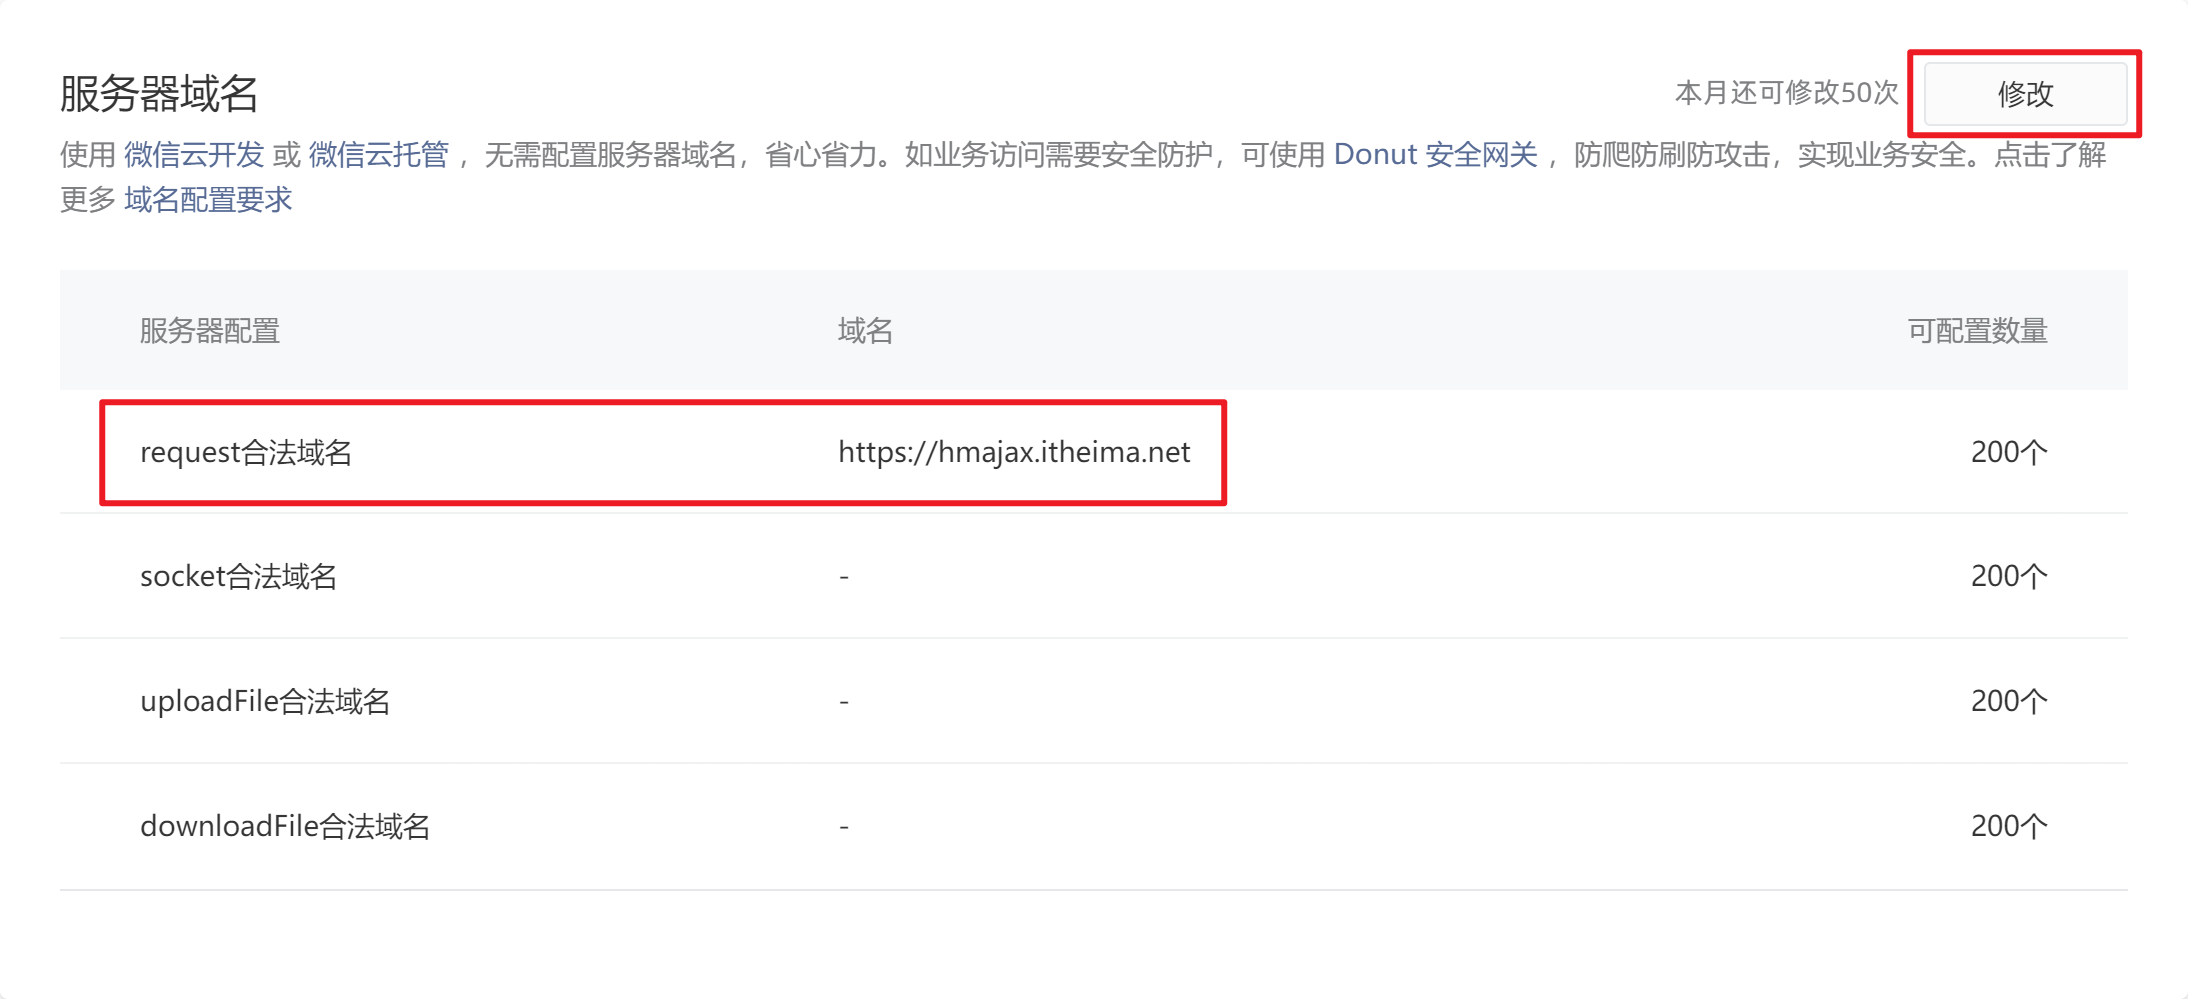 服务器域名
本月还可修改50次 修改
使用 微信云开发 或 微信云托管 ，无需配置服务器域名，省心省力。如业务访问需要安全防护，可使用 Donut 安全网关 ，防爬防刷防攻击，实现业务安全。点击了解
更多 域名配置要求
服务器配置 域名 可配置数量
request合法域名 https://hmajax.itheima.net 200个
socket合法域名 - 200个
uploadFile合法域名 - 200个
downloadFile合法域名 - 200个